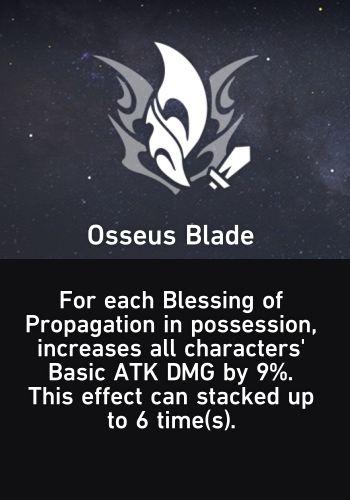 Osseus Blade
For each Blessing of
Propagation in possession,
increases all characters'
Basic ATK DMG by 9%.
This effect can stacked up
to 6 time(s).